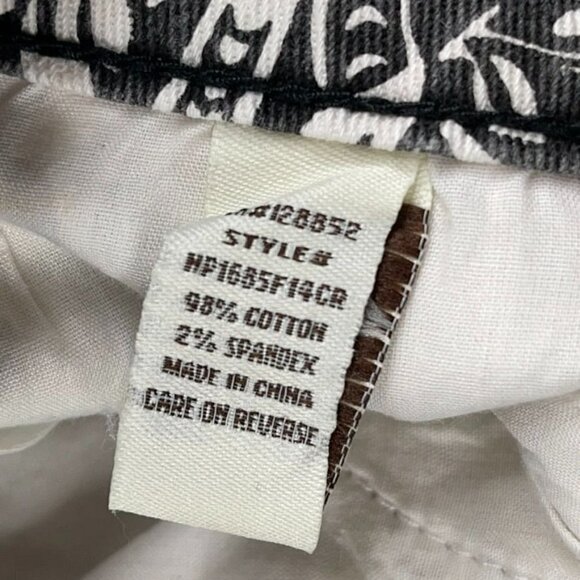 #128852
STYLE#
HP1685F14CR
98% COTTON
2% SPANDEX
MADE IN CHINA
CARE ON REVERSE